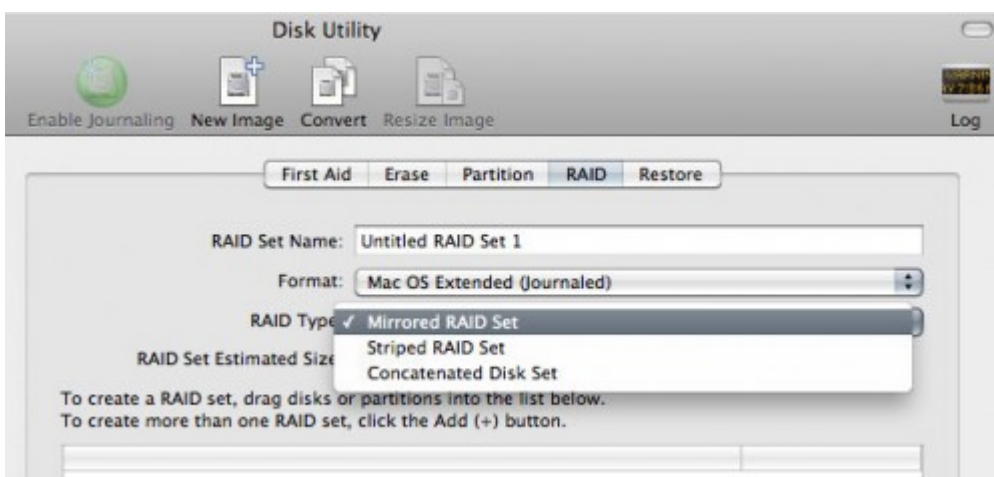 Disk Utility
Enable Journaling New Image Convert Resize Image Log
First Aid Erase Partition RAID Restore
RAID Set Name: Untitled RAID Set 1
Format: Mac OS Extended (Journaled)
RAID Type ✓ Mirrored RAID Set
Striped RAID Set
RAID Set Estimated Size
Concatenated Disk Set
To create a RAID set, drag disks or partitions into the list below.
To create more than one RAID set, click the Add (+) button.